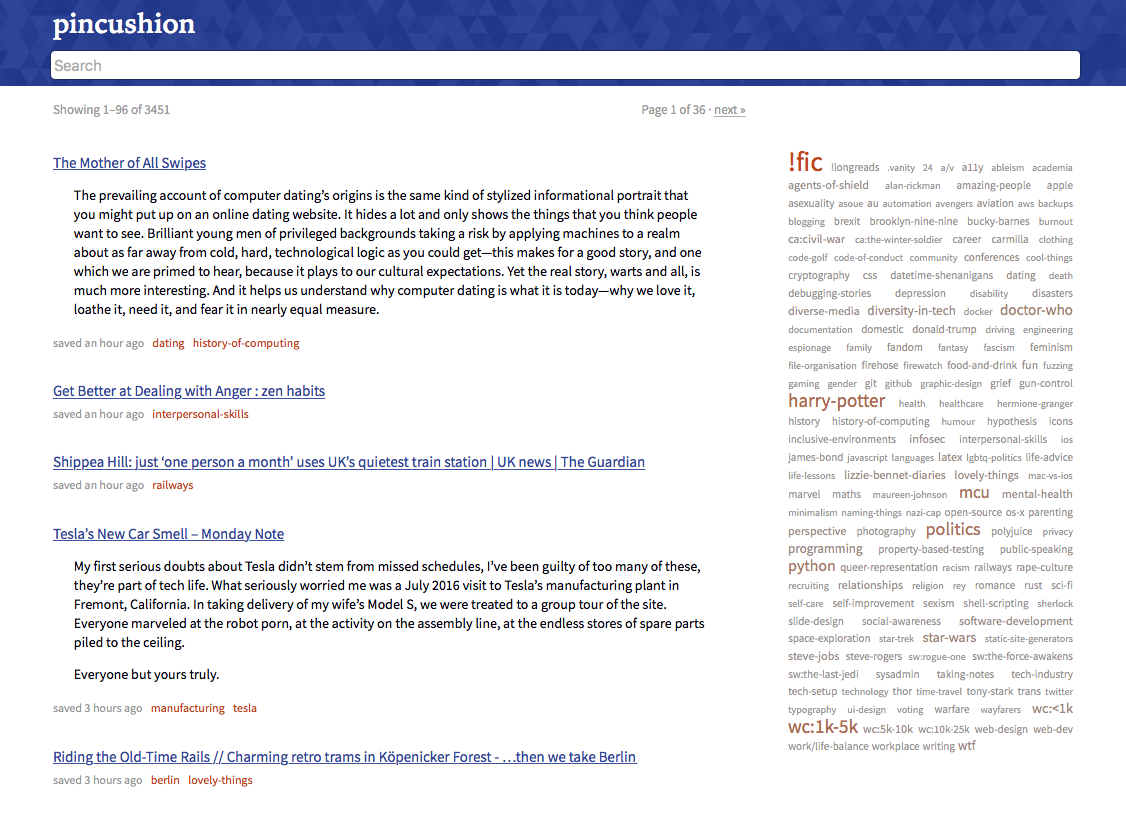 pincushion
Search
Showing 1–96 of 3451
Page 1 of 36 · next »
The Mother of All Swipes
The prevailing account of computer dating’s origins is the same kind of stylized informational portrait that
you might put up on an online dating website. It hides a lot and only shows the things that you think people
want to see. Brilliant young men of privileged backgrounds taking a risk by applying machines to a realm
about as far away from cold, hard, technological logic as you could get—this makes for a good story, and one
which we are primed to hear, because it plays to our cultural expectations. Yet the real story, warts and all, is
much more interesting. And it helps us understand why computer dating is what it is today—why we love it,
loathe it, need it, and fear it in nearly equal measure.
saved an hour ago dating history-of-computing
Get Better at Dealing with Anger : zen habits
saved an hour ago interpersonal-skills
Shippea Hill: just ‘one person a month’ uses UK’s quietest train station | UK news | The Guardian
saved an hour ago railways
Tesla’s New Car Smell – Monday Note
My first serious doubts about Tesla didn’t stem from missed schedules, I’ve been guilty of too many of these,
they’re part of tech life. What seriously worried me was a July 2016 visit to Tesla’s manufacturing plant in
Fremont, California. In taking delivery of my wife’s Model S, we were treated to a group tour of the site.
Everyone marveled at the robot porn, at the activity on the assembly line, at the endless stores of spare parts
piled to the ceiling.
Everyone but yours truly.
saved 3 hours ago manufacturing tesla
Riding the Old-Time Rails // Charming retro trams in Köpenicker Forest - …then we take Berlin
saved 3 hours ago berlin lovely-things
!fic !longreads .vanity 24 a/v a11y ableism academia
agents-of-shield alan-rickman amazing-people apple
asexuality asoue au automation avengers aviation aws backups
blogging brexit brooklyn-nine-nine bucky-barnes burnout
ca:civil-war ca:the-winter-soldier career carmilla clothing
code-golf code-of-conduct community conferences cool-things
cryptography css datetime-shenanigans dating death
debugging-stories depression disability disasters
diverse-media diversity-in-tech docker doctor-who
documentation domestic donald-trump driving engineering
espionage family fandom fantasy fascism feminism
file-organisation firehose firewatch food-and-drink fun fuzzing
gaming gender git github graphic-design grief gun-control
harry-potter health healthcare hermione-granger
history history-of-computing humour hypothesis icons
inclusive-environments infosec interpersonal-skills ios
james-bond javascript languages latex lgbtq-politics life-advice
life-lessons lizzie-bennet-diaries lovely-things mac-vs-ios
marvel maths maureen-johnson mcu mental-health
minimalism naming-things nazi-cap open-source os-x parenting
perspective photography politics polyjuice privacy
programming property-based-testing public-speaking
python queer-representation racism railways rape-culture
recruiting relationships religion rey romance rust sci-fi
self-care self-improvement sexism shell-scripting sherlock
slide-design social-awareness software-development
space-exploration star-trek star-wars static-site-generators
steve-jobs steve-rogers sw:rogue-one sw:the-force-awakens
sw:the-last-jedi sysadmin taking-notes tech-industry
tech-setup technology thor time-travel tony-stark trans twitter
typography ui-design voting warfare wayfarers wc:<1k
wc:1k-5k wc:5k-10k wc:10k-25k web-design web-dev
work/life-balance workplace writing wtf